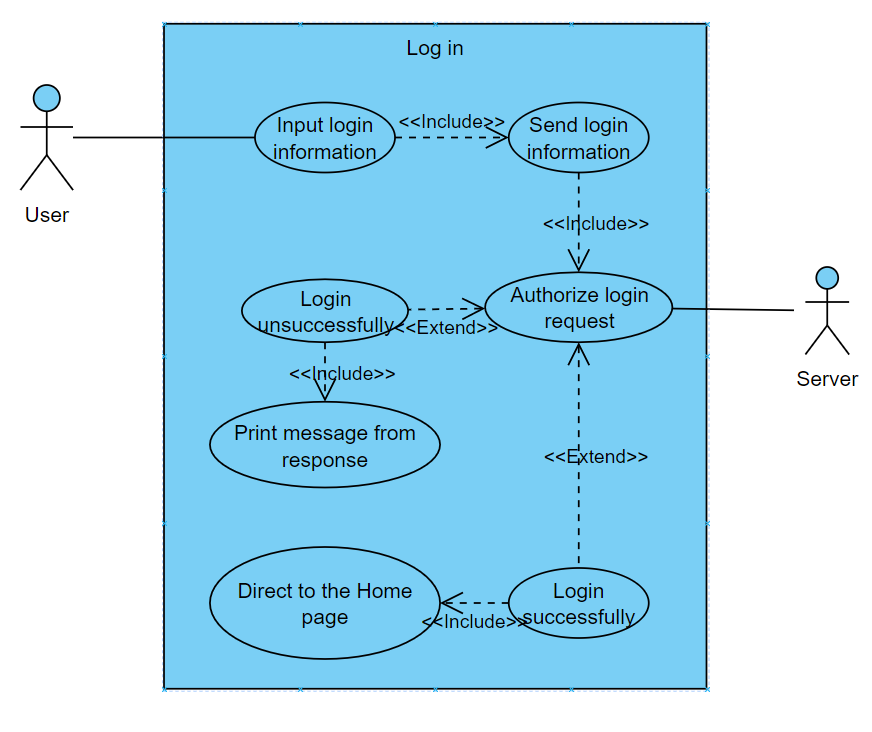 Log in
Input login
information
<<Include>>
Send login
information
User
<<Include>>
Login
unsuccessfully
<<Extend>>
Authorize login
request
Server
<<Include>>
Print message from
response
<<Extend>>
Direct to the Home
page
<<Include>>
Login
successfully